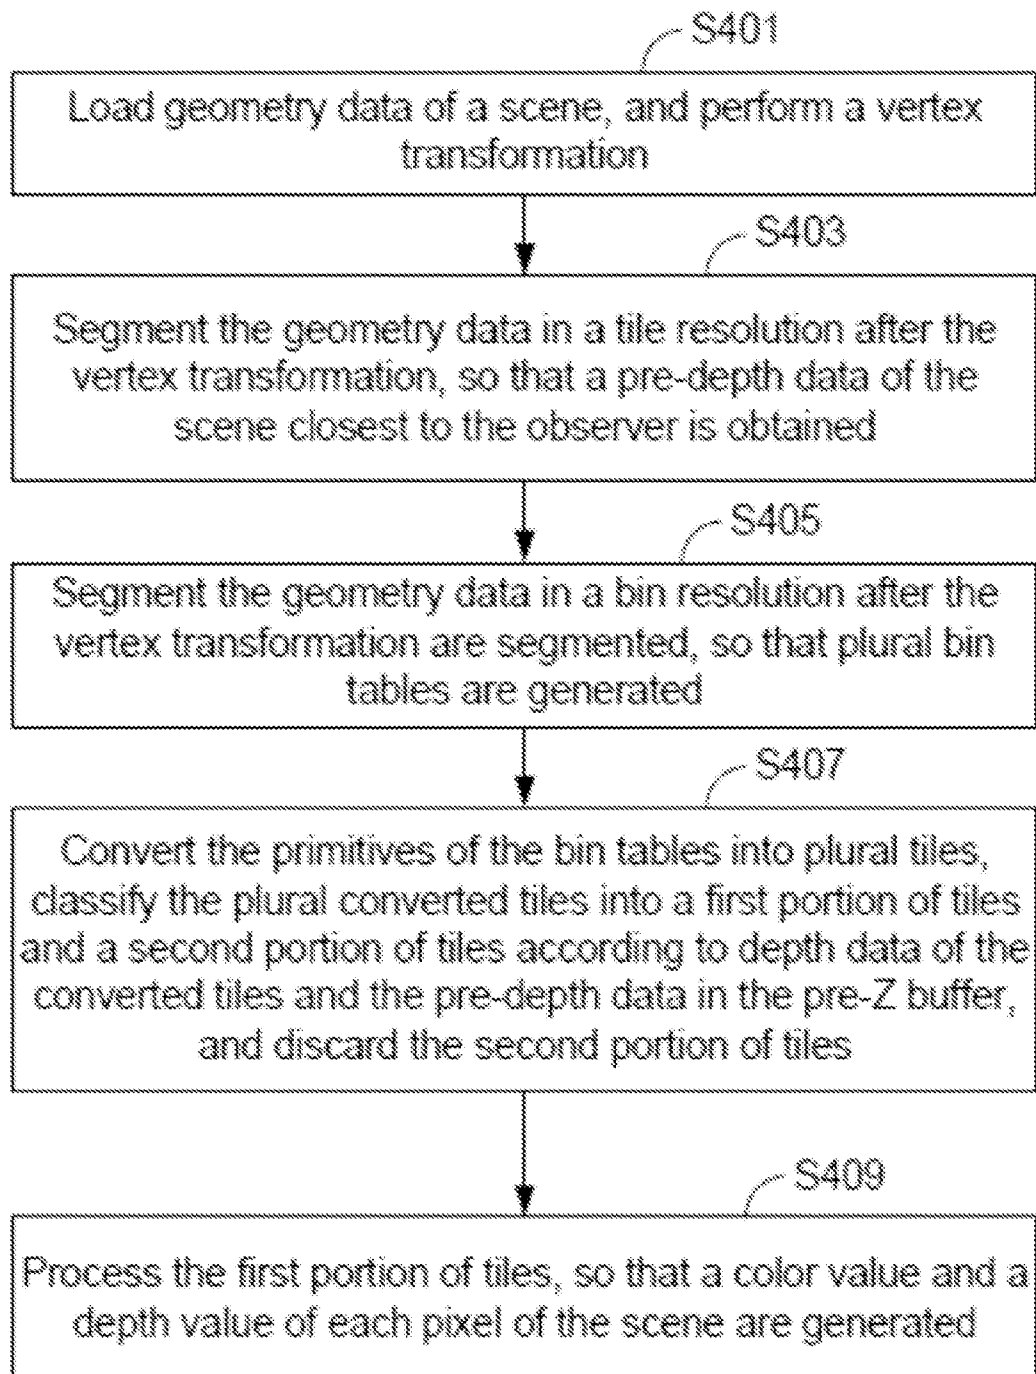 S401
Load geometry data of a scene, and perform a vertex
transformation
S403
Segment the geometry data in a tile resolution after the
vertex transformation, so that a pre-depth data of the
scene closest to the observer is obtained
S405
Segment the geometry data in a bin resolution after the
vertex transformation are segmented, so that plural bin
tables are generated
S407
Convert the primitives of the bin tables into plural tiles,
classify the plural converted tiles into a first portion of tiles
and a second portion of tiles according to depth data of the
converted tiles and the pre-depth data in the pre-Z buffer,
and discard the second portion of tiles
S409
Process the first portion of tiles, so that a color value and a
depth value of each pixel of the scene are generated